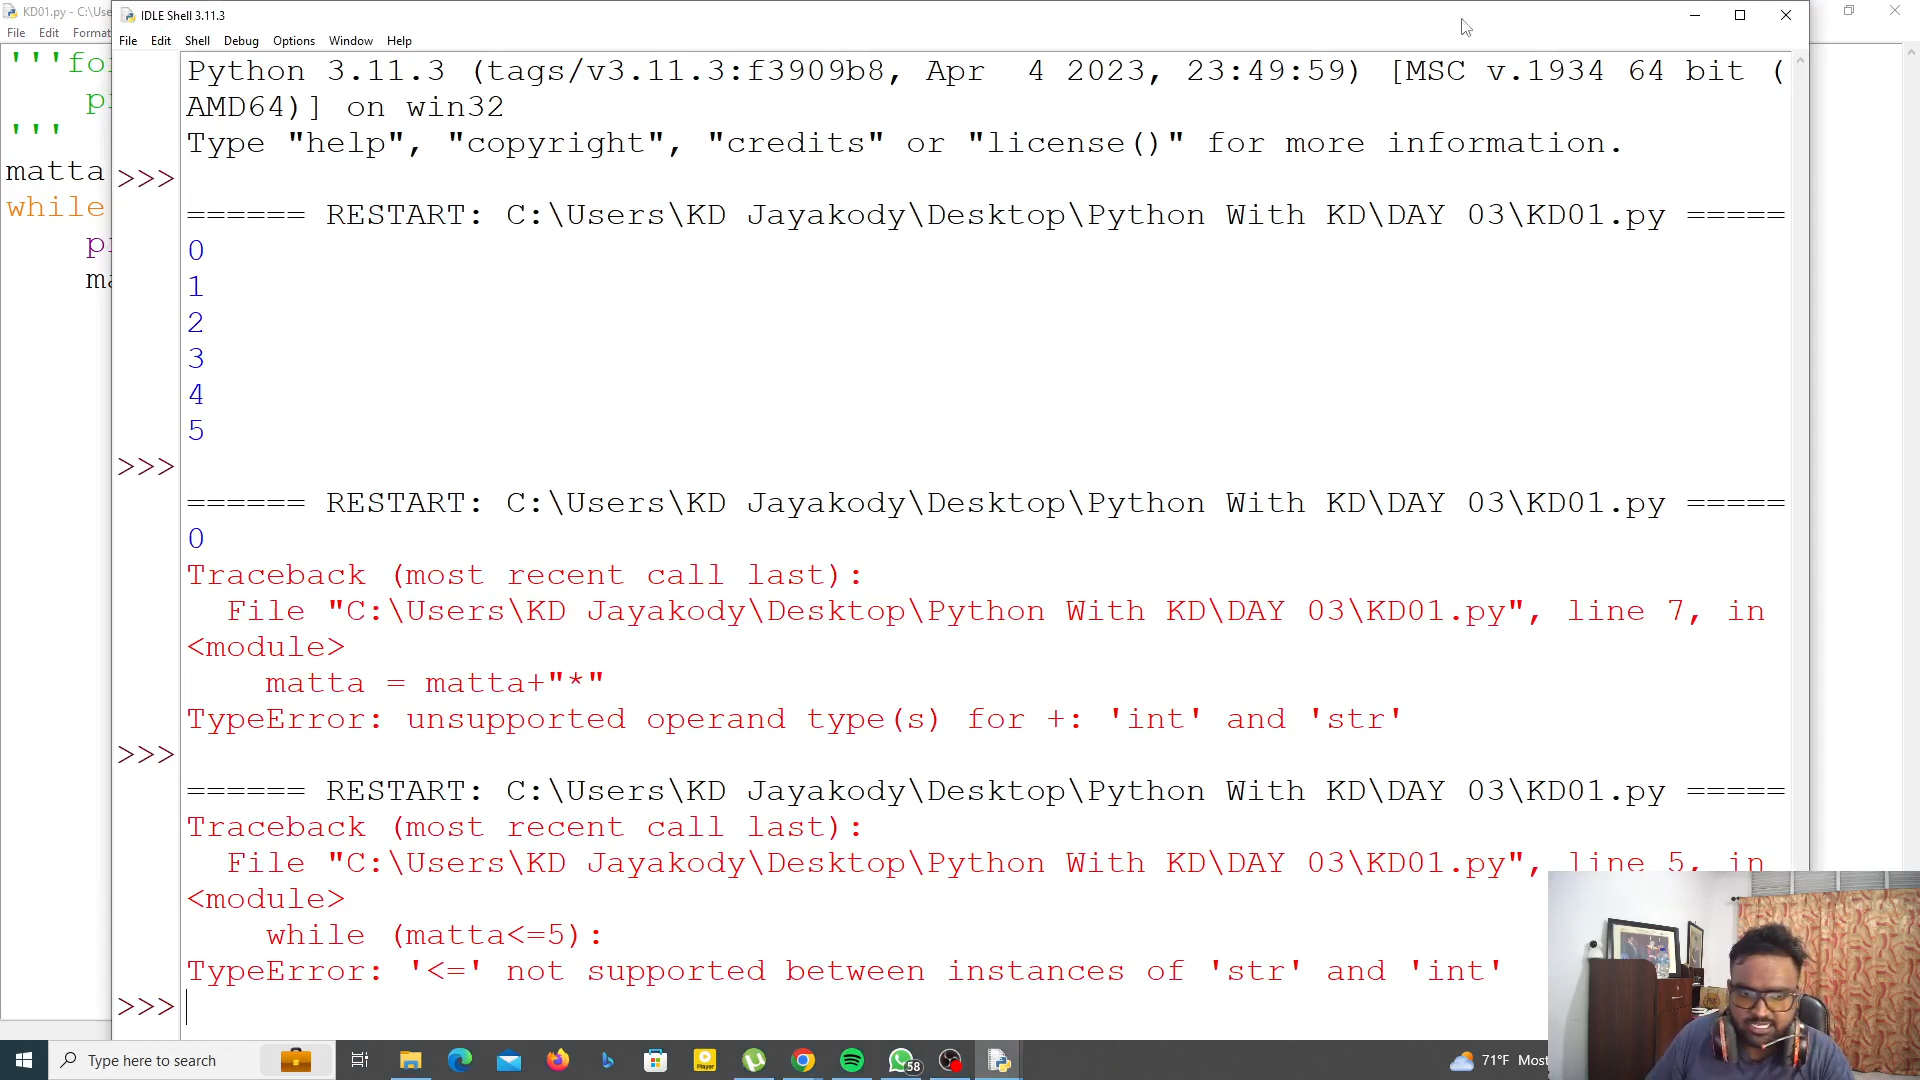 KD01.py - C:\Use
IDLE Shell 3.11.3
File Edit Format
File Edit Shell Debug Options Window Help
'''fo
pr
'''
matta
while
pr
ma
Python 3.11.3 (tags/v3.11.3:f3909b8, Apr  4 2023, 23:49:59) [MSC v.1934 64 bit (
AMD64)] on win32
Type "help", "copyright", "credits" or "license()" for more information.
>>>
====== RESTART: C:\Users\KD Jayakody\Desktop\Python With KD\DAY 03\KD01.py =====
0
1
2
3
4
5
>>>
====== RESTART: C:\Users\KD Jayakody\Desktop\Python With KD\DAY 03\KD01.py =====
0
Traceback (most recent call last):
  File "C:\Users\KD Jayakody\Desktop\Python With KD\DAY 03\KD01.py", line 7, in
<module>
    matta = matta+"*"
TypeError: unsupported operand type(s) for +: 'int' and 'str'
>>>
====== RESTART: C:\Users\KD Jayakody\Desktop\Python With KD\DAY 03\KD01.py =====
Traceback (most recent call last):
  File "C:\Users\KD Jayakody\Desktop\Python With KD\DAY 03\KD01.py", line 5, in
<module>
    while (matta<=5):
TypeError: '<=' not supported between instances of 'str' and 'int'
>>>
Type here to search
Player
58
71°F Most